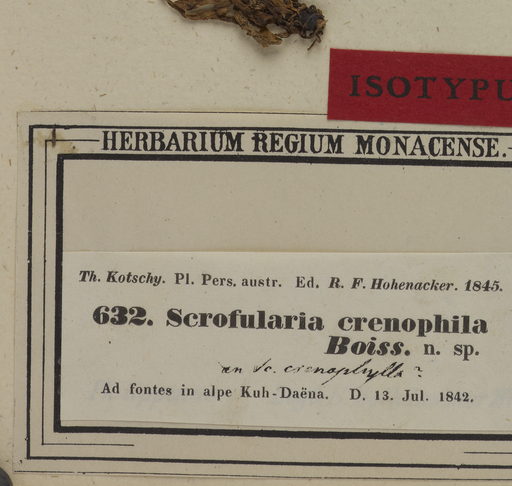 ISOTYPU
HERBARIUM REGIUM MONACENSE.
Th. Kotschy. Pl. Pers. austr. Ed. R. F. Hohenacker. 1845.
632. Scrofularia crenophila
Boiss. n. sp.
an Sc. crenophylla?
Ad fontes in alpe Kuh-Daëna. D. 13. Jul. 1842.